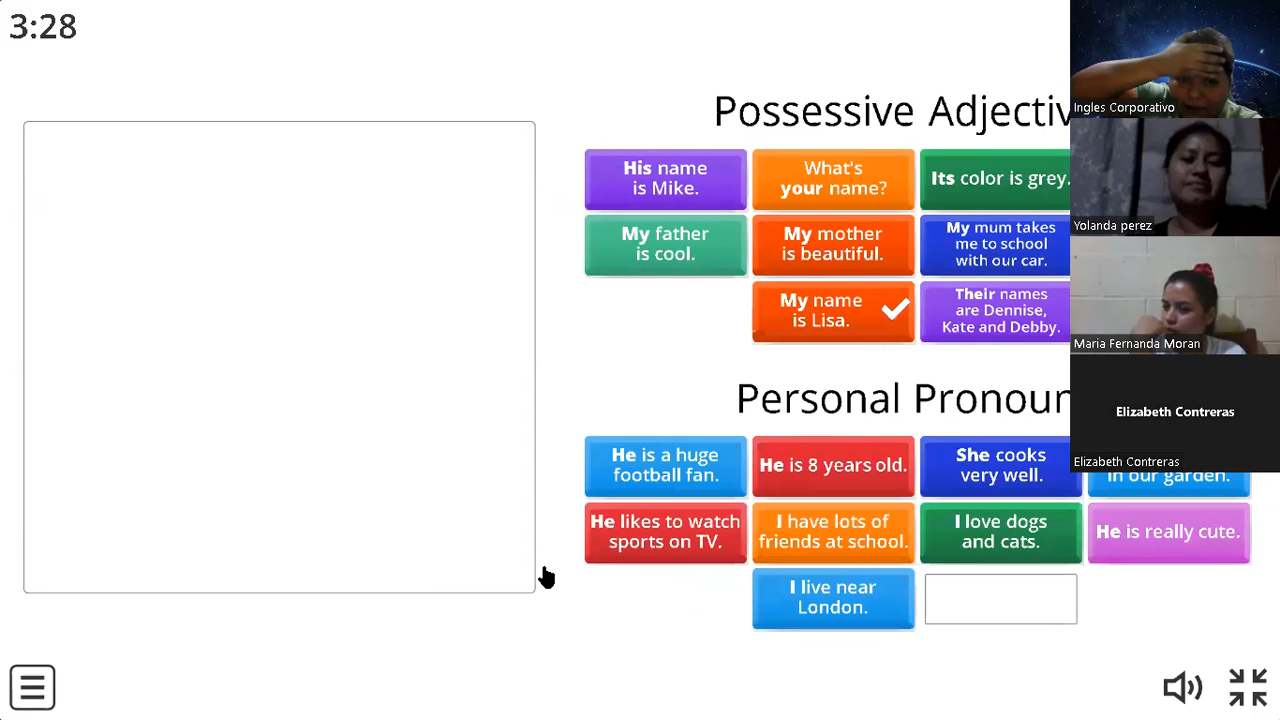 3:28
Possessive Adjectiv
His name
is Mike.
What's
your name?
Its color is grey.
My father
is cool.
My mother
is beautiful.
My mum takes
me to school
with our car.
My name
is Lisa.
Their names
are Dennise,
Kate and Debby.
Personal Pronoun
He is a huge
football fan.
He is 8 years old.
She cooks
very well.
in our garden.
He likes to watch
sports on TV.
I have lots of
friends at school.
I love dogs
and cats.
He is really cute.
I live near
London.
Ingles Corporativo
Yolanda perez
Maria Fernanda Moran
Elizabeth Contreras
Elizabeth Contreras